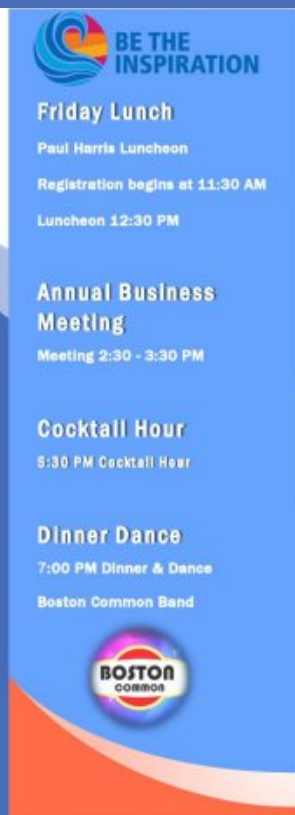 BE THE
INSPIRATION
Friday Lunch
Paul Harris Luncheon
Registration begins at 11:30 AM
Luncheon 12:30 PM
Annual Business
Meeting
Meeting 2:30 - 3:30 PM
Cocktail Hour
5:30 PM Cocktail Hour
Dinner Dance
7:00 PM Dinner & Dance
Boston Common Band
BOSTON
COMMON